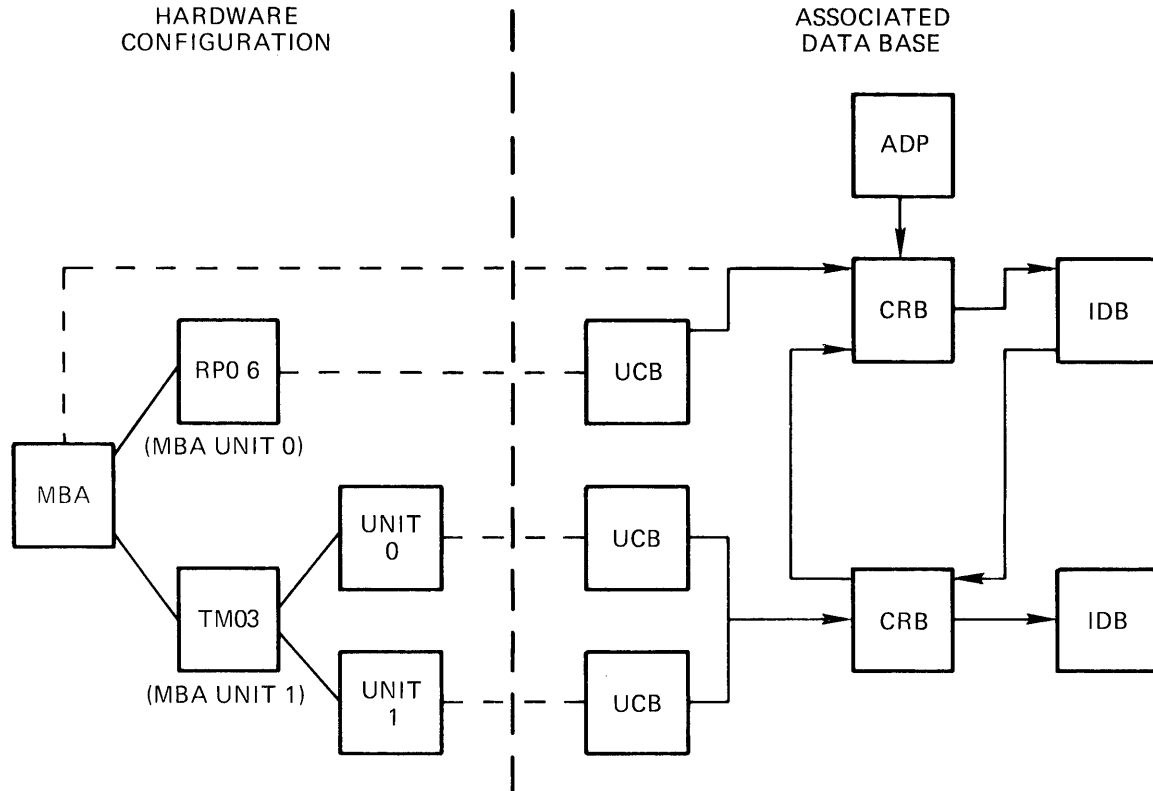 HARDWARE
CONFIGURATION
ASSOCIATED
DATA BASE
ADP
CRB
IDB
RP0 6
UCB
(MBA UNIT 0)
MBA
UNIT
0
UCB
TM03
CRB
IDB
(MBA UNIT 1)
UNIT
1
UCB